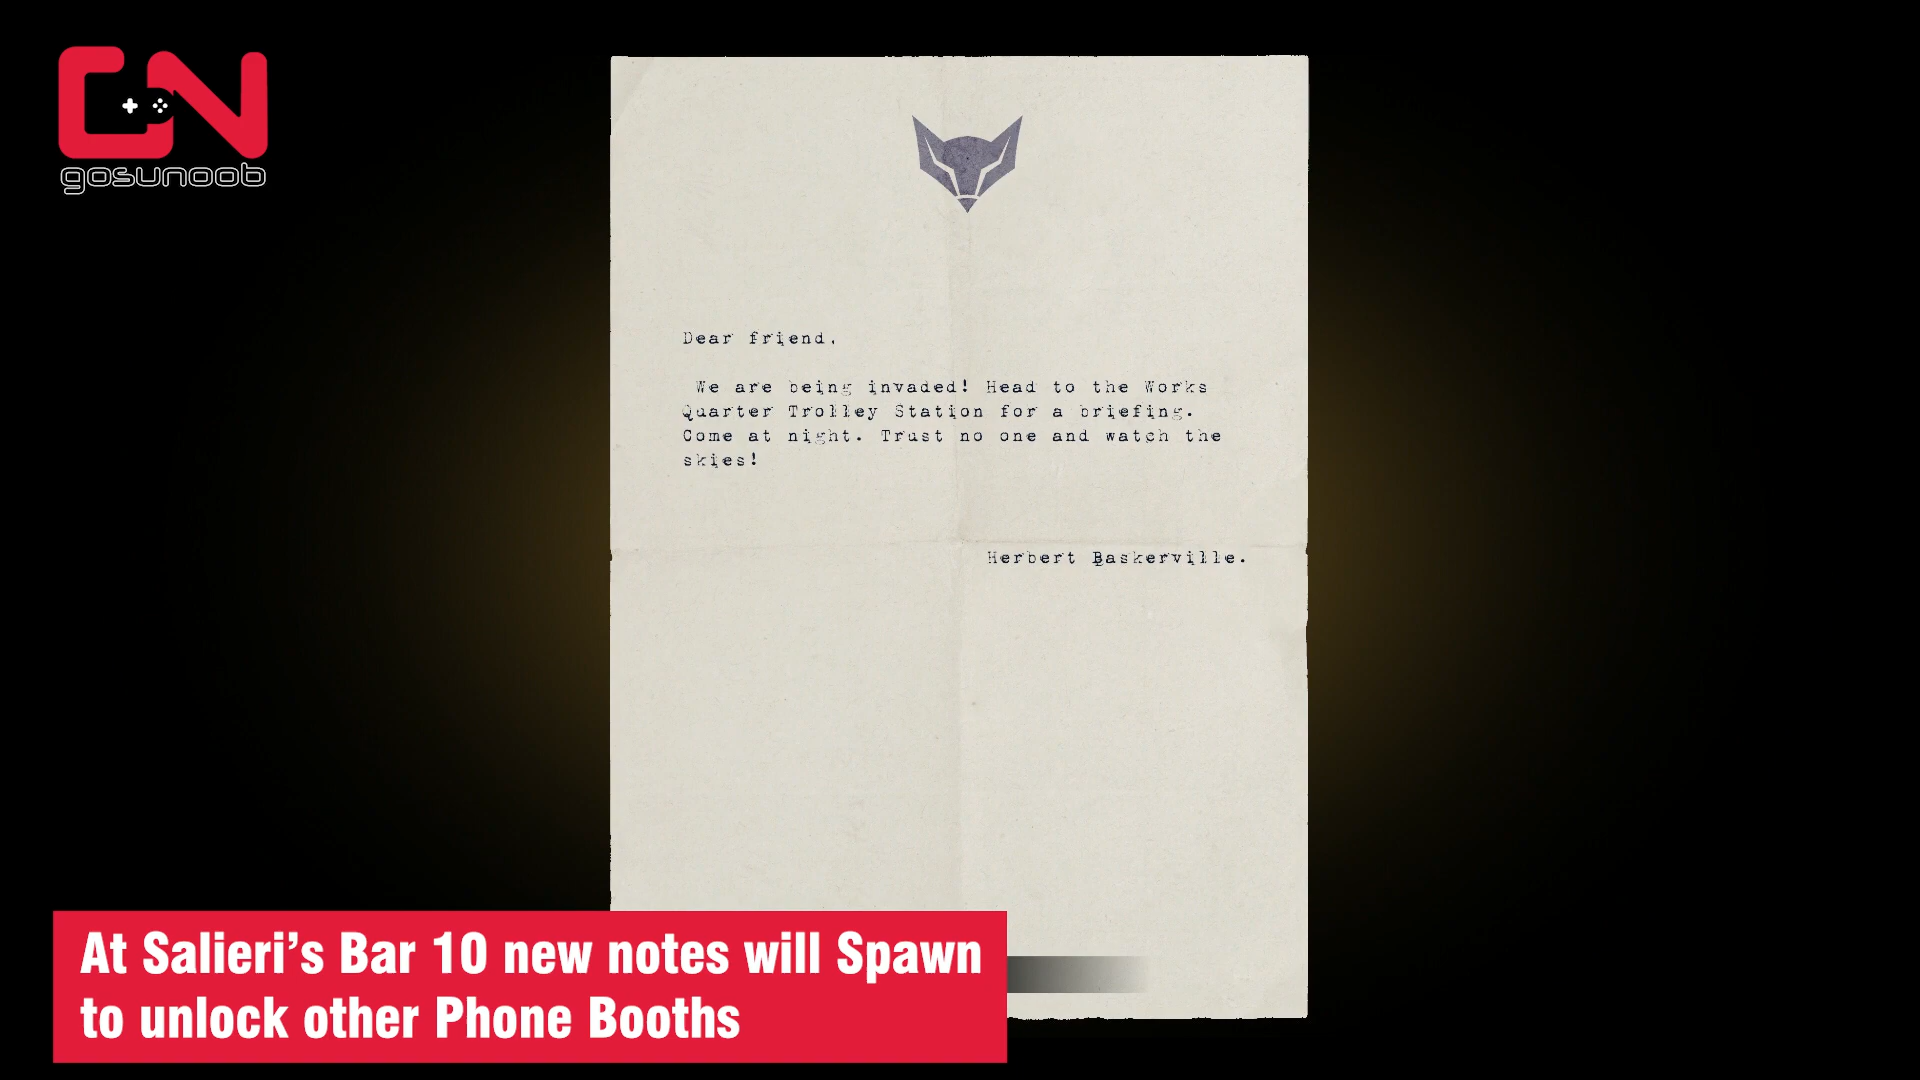 GN
gosunoob
Dear friend,
We are being invaded! Head to the Works
Quarter Trolley Station for a briefing.
Come at night. Trust no one and watch the
skies!
Herbert Baskerville.
At Salieri’s Bar 10 new notes will Spawn
to unlock other Phone Booths